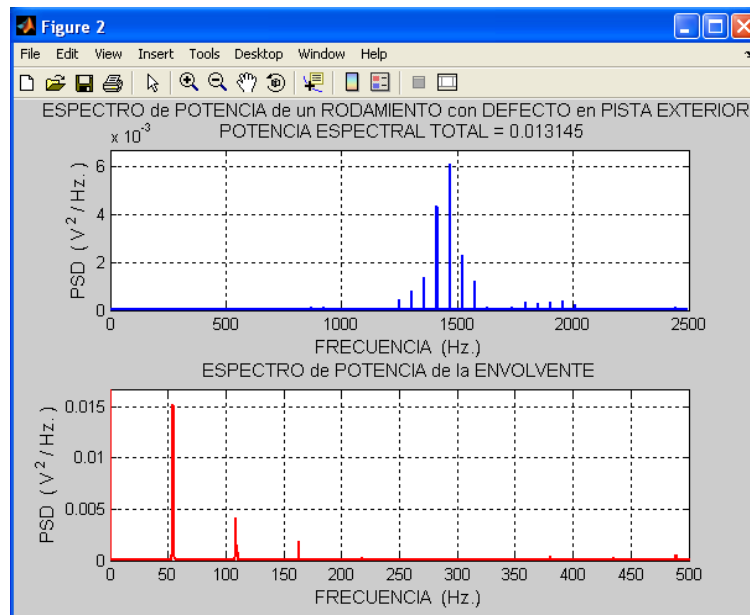 Figure 2
File Edit View Insert Tools Desktop Window Help
ESPECTRO de POTENCIA de un RODAMIENTO con DEFECTO en PISTA EXTERIOR
POTENCIA ESPECTRAL TOTAL = 0.013145
x 10^-3
6
4
2
0
PSD ( V^2 / Hz. )
0 500 1000 1500 2000 2500
FRECUENCIA (Hz.)
ESPECTRO de POTENCIA de la ENVOLVENTE
0.015
0.01
0.005
0
PSD ( V^2 / Hz. )
0 50 100 150 200 250 300 350 400 450 500
FRECUENCIA (Hz.)